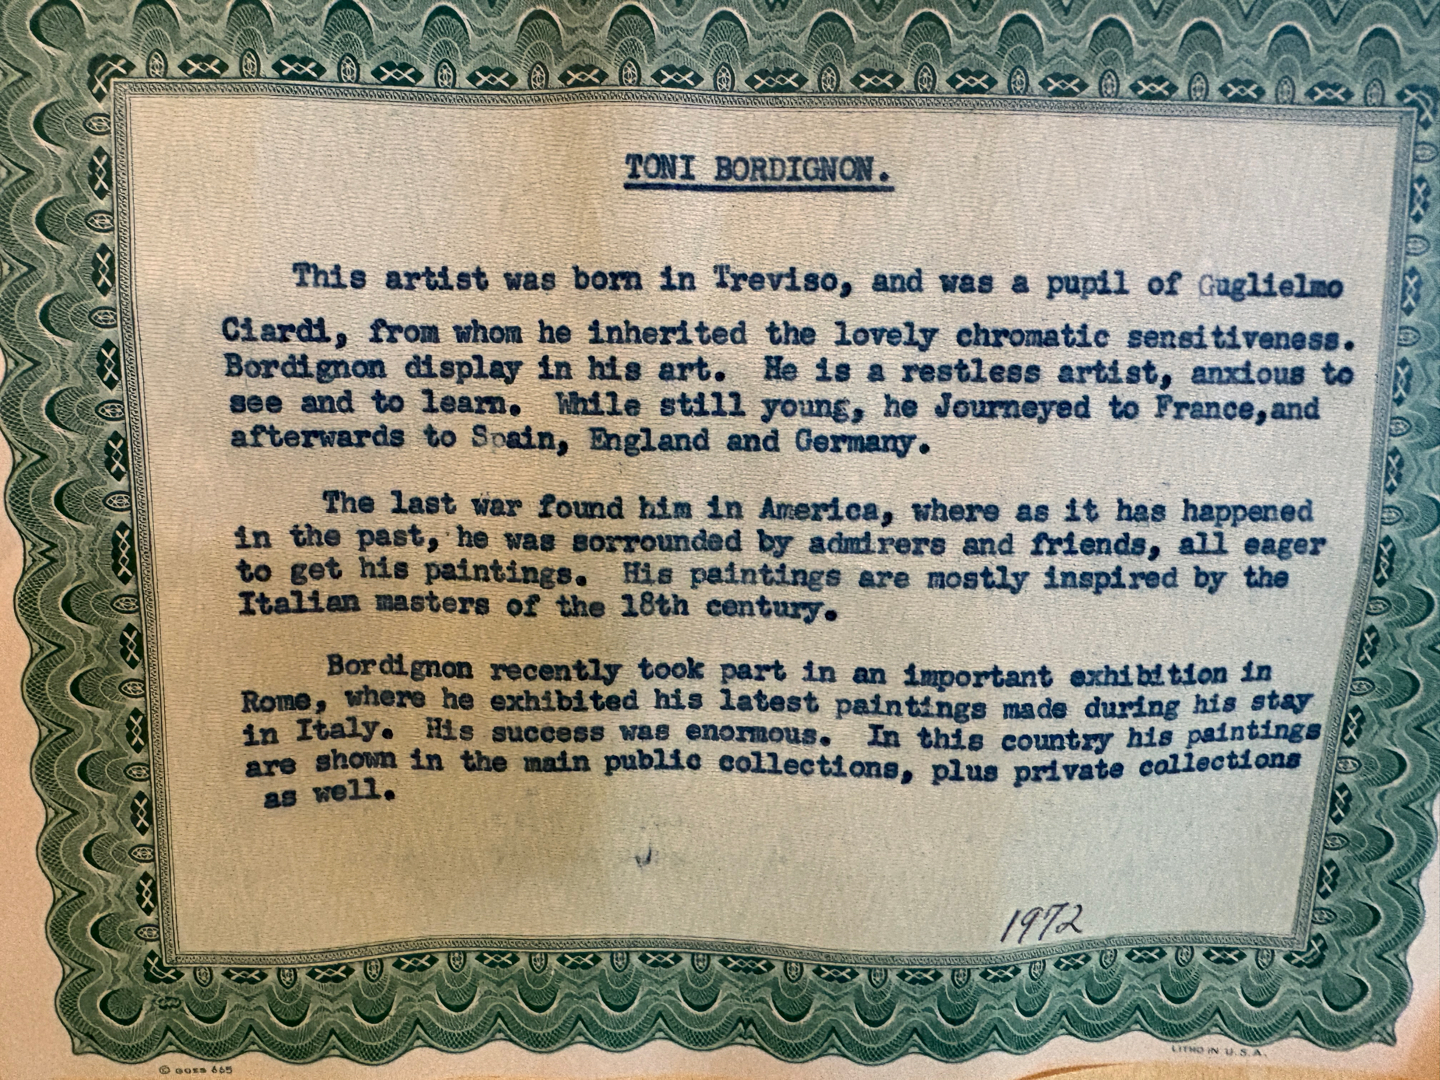 TONI BORDIGNON.
This artist was born in Treviso, and was a pupil of Guglielmo
Ciardi, from whom he inherited the lovely chromatic sensitiveness.
Bordignon display in his art. He is a restless artist, anxious to
see and to learn. While still young, he Journeyed to France,and
afterwards to Spain, England and Germany.
The last war found him in America, where as it has happened
in the past, he was sorrounded by admirers and friends, all eager
to get his paintings. His paintings are mostly inspired by the
Italian masters of the 18th century.
Bordignon recently took part in an important exhibition in
Rome, where he exhibited his latest paintings made during his stay
in Italy. His success was enormous. In this country his paintings
are shown in the main public collections, plus private collections
as well.
1972
© GOES 665
LITHO IN U.S.A.